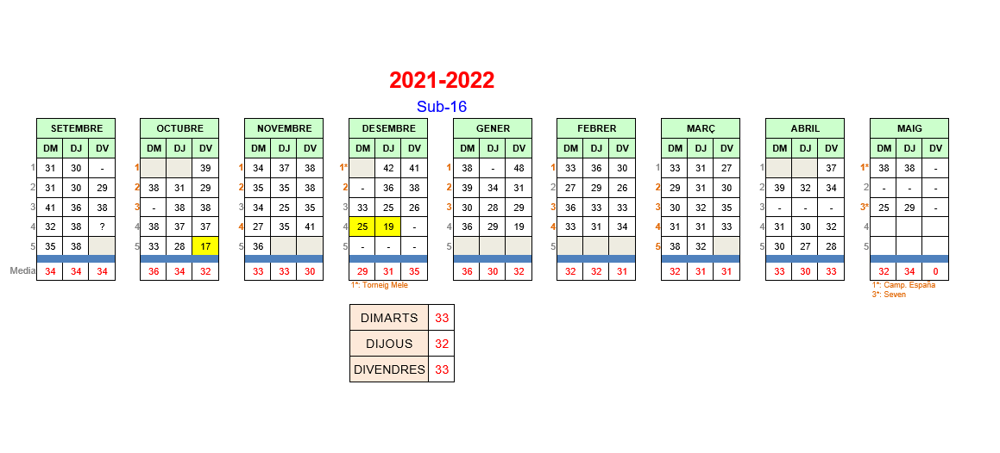 2021-2022
Sub-16
SETEMBRE OCTUBRE NOVEMBRE DESEMBRE GENER FEBRER MARÇ ABRIL MAIG
DM DJ DV DM DJ DV DM DJ DV DM DJ DV DM DJ DV DM DJ DV DM DJ DV DM DJ DV DM DJ DV
1 31 30 - 1 39 1 34 37 38 1* 42 41 1 38 - 48 1 33 36 30 1 33 31 27 1 37 1* 38 38 -
2 31 30 29 2 38 31 29 2 35 35 38 2 - 36 38 2 39 34 31 2 27 29 26 2 29 31 30 2 39 32 34 2 - - -
3 41 36 38 3 - 38 38 3 34 25 35 3 33 25 26 3 30 28 29 3 36 33 33 3 30 32 35 3 - - - 3* 25 29 -
4 32 38 ? 4 38 37 37 4 27 35 41 4 25 19 - 4 36 29 19 4 33 31 34 4 31 29 33 4 31 30 32 4
5 35 38 5 33 28 17 5 36 5 - - - 5 5 5 38 32 5 30 27 28 5
Media 34 34 34 36 34 32 33 33 30 29 31 35 36 30 32 32 32 31 32 31 31 33 30 33 32 34 0
1*: Torneig Mele 1*: Camp. España
3*: Seven
DIMARTS 33
DIJOUS 32
DIVENDRES 33